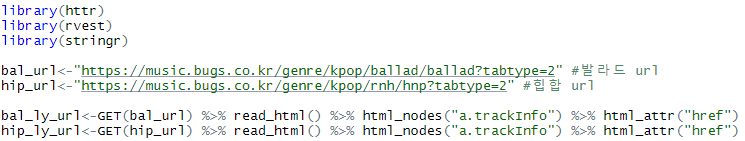 library(httr)
library(rvest)
library(stringr)
bal_url<-"https://music.bugs.co.kr/genre/kpop/ballad/ballad?tabtype=2" #발라드 url
hip_url<-"https://music.bugs.co.kr/genre/kpop/rnh/hnp?tabtype=2" #힙합 url
bal_ly_url<-GET(bal_url) %>% read_html() %>% html_nodes("a.trackInfo") %>% html_attr("href")
hip_ly_url<-GET(hip_url) %>% read_html() %>% html_nodes("a.trackInfo") %>% html_attr("href")